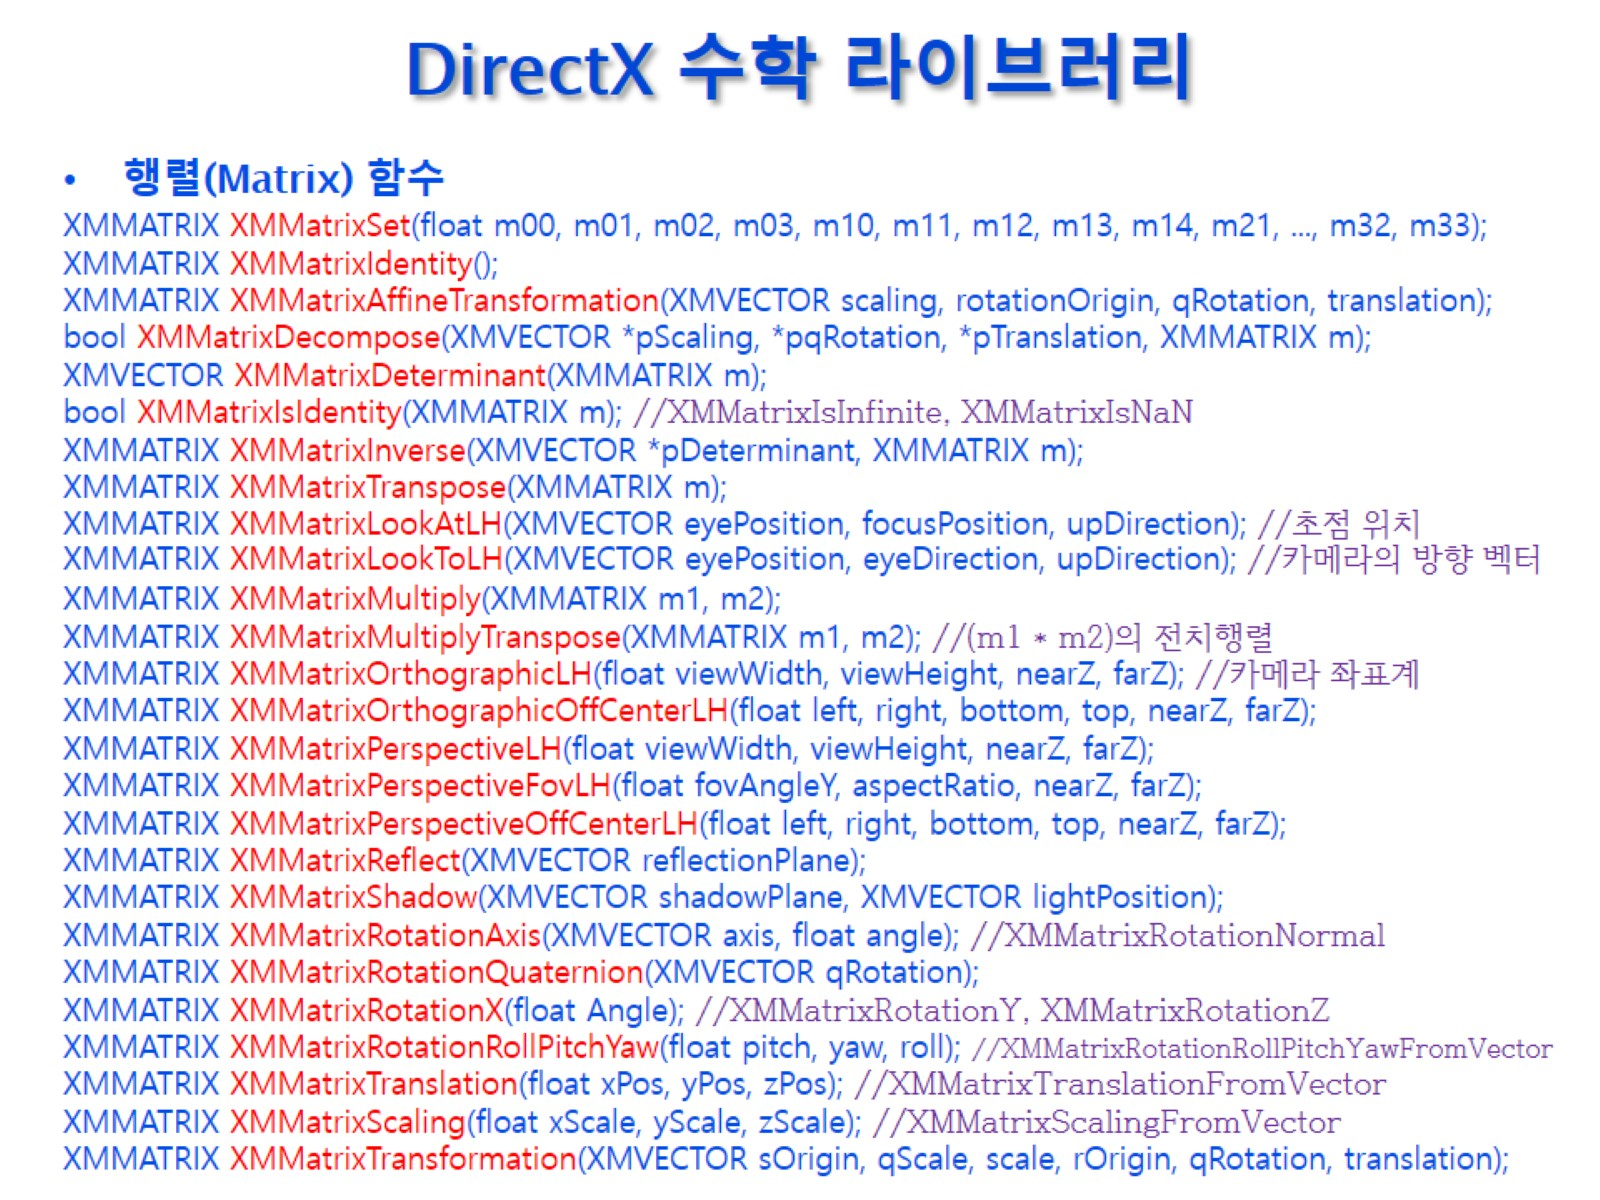 DirectX 수학 라이브러리
• 행렬(Matrix) 함수
XMMATRIX XMMatrixSet(float m00, m01, m02, m03, m10, m11, m12, m13, m14, m21, ..., m32, m33);
XMMATRIX XMMatrixIdentity();
XMMATRIX XMMatrixAffineTransformation(XMVECTOR scaling, rotationOrigin, qRotation, translation);
bool XMMatrixDecompose(XMVECTOR *pScaling, *pqRotation, *pTranslation, XMMATRIX m);
XMVECTOR XMMatrixDeterminant(XMMATRIX m);
bool XMMatrixIsIdentity(XMMATRIX m); //XMMatrixIsInfinite, XMMatrixIsNaN
XMMATRIX XMMatrixInverse(XMVECTOR *pDeterminant, XMMATRIX m);
XMMATRIX XMMatrixTranspose(XMMATRIX m);
XMMATRIX XMMatrixLookAtLH(XMVECTOR eyePosition, focusPosition, upDirection); //초점 위치
XMMATRIX XMMatrixLookToLH(XMVECTOR eyePosition, eyeDirection, upDirection); //카메라의 방향 벡터
XMMATRIX XMMatrixMultiply(XMMATRIX m1, m2);
XMMATRIX XMMatrixMultiplyTranspose(XMMATRIX m1, m2); //(m1 * m2)의 전치행렬
XMMATRIX XMMatrixOrthographicLH(float viewWidth, viewHeight, nearZ, farZ); //카메라 좌표계
XMMATRIX XMMatrixOrthographicOffCenterLH(float left, right, bottom, top, nearZ, farZ);
XMMATRIX XMMatrixPerspectiveLH(float viewWidth, viewHeight, nearZ, farZ);
XMMATRIX XMMatrixPerspectiveFovLH(float fovAngleY, aspectRatio, nearZ, farZ);
XMMATRIX XMMatrixPerspectiveOffCenterLH(float left, right, bottom, top, nearZ, farZ);
XMMATRIX XMMatrixReflect(XMVECTOR reflectionPlane);
XMMATRIX XMMatrixShadow(XMVECTOR shadowPlane, XMVECTOR lightPosition);
XMMATRIX XMMatrixRotationAxis(XMVECTOR axis, float angle); //XMMatrixRotationNormal
XMMATRIX XMMatrixRotationQuaternion(XMVECTOR qRotation);
XMMATRIX XMMatrixRotationX(float Angle); //XMMatrixRotationY, XMMatrixRotationZ
XMMATRIX XMMatrixRotationRollPitchYaw(float pitch, yaw, roll); //XMMatrixRotationRollPitchYawFromVector
XMMATRIX XMMatrixTranslation(float xPos, yPos, zPos); //XMMatrixTranslationFromVector
XMMATRIX XMMatrixScaling(float xScale, yScale, zScale); //XMMatrixScalingFromVector
XMMATRIX XMMatrixTransformation(XMVECTOR sOrigin, qScale, scale, rOrigin, qRotation, translation);